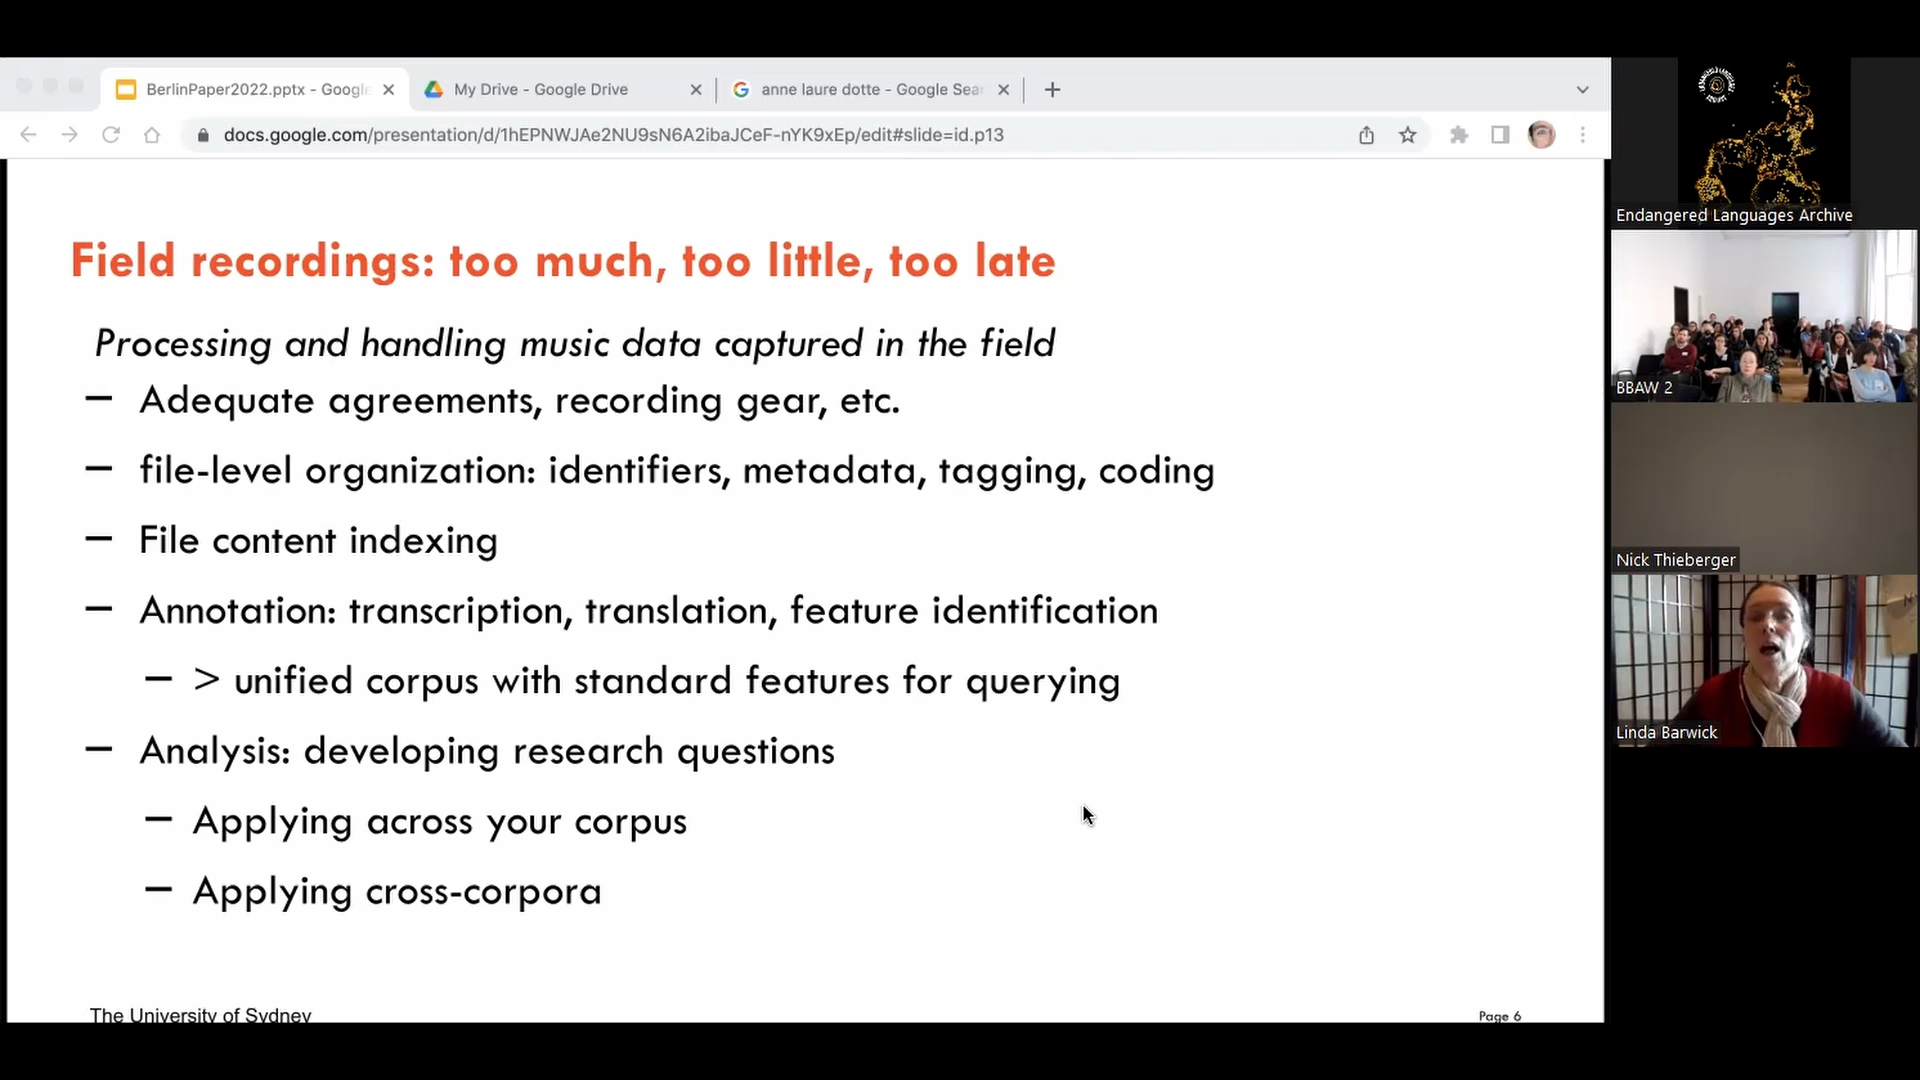 BerlinPaper2022.pptx - Google
My Drive - Google Drive
anne laure dotte - Google Sea
docs.google.com/presentation/d/1hEPNWJAe2NU9sN6A2ibaJCeF-nYK9xEp/edit#slide=id.p13
Field recordings: too much, too little, too late
Processing and handling music data captured in the field
– Adequate agreements, recording gear, etc.
– file-level organization: identifiers, metadata, tagging, coding
– File content indexing
– Annotation: transcription, translation, feature identification
– > unified corpus with standard features for querying
– Analysis: developing research questions
– Applying across your corpus
– Applying cross-corpora
The University of Sydney
Page 6
Endangered Languages Archive
BBAW 2
Nick Thieberger
Linda Barwick